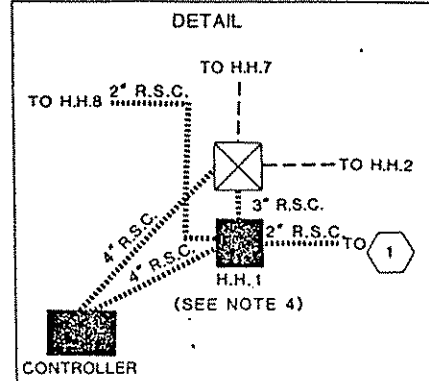 DETAIL
TO H.H.7
TO H.H.8 2" R.S.C.
TO H.H.2
3" R.S.C.
4" R.S.C.
2" R.S.C. TO 1
4" R.S.C.
H.H. 1
(SEE NOTE 4)
CONTROLLER